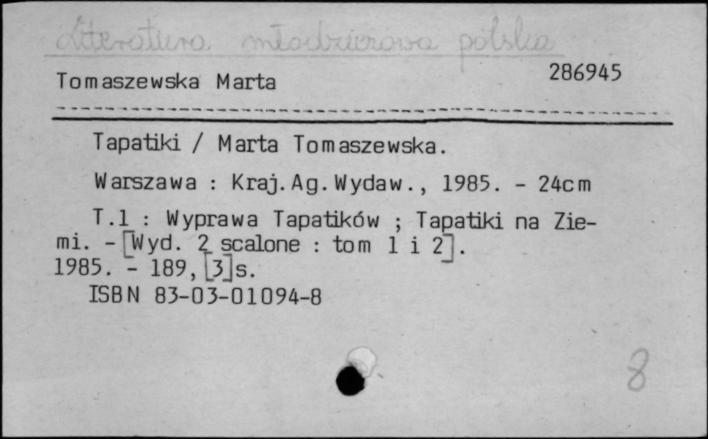 Literatura młodzieżowa polska
Tomaszewska Marta 286945
Tapatiki / Marta Tomaszewska.
Warszawa : Kraj.Ag.Wydaw., 1985. - 24cm
T.1 : Wyprawa Tapatików ; Tapatiki na Zie-
mi. - [Wyd. 2 scalone : tom 1 i 2].
1985. - 189, [3]s.
ISBN 83-03-01094-8
8